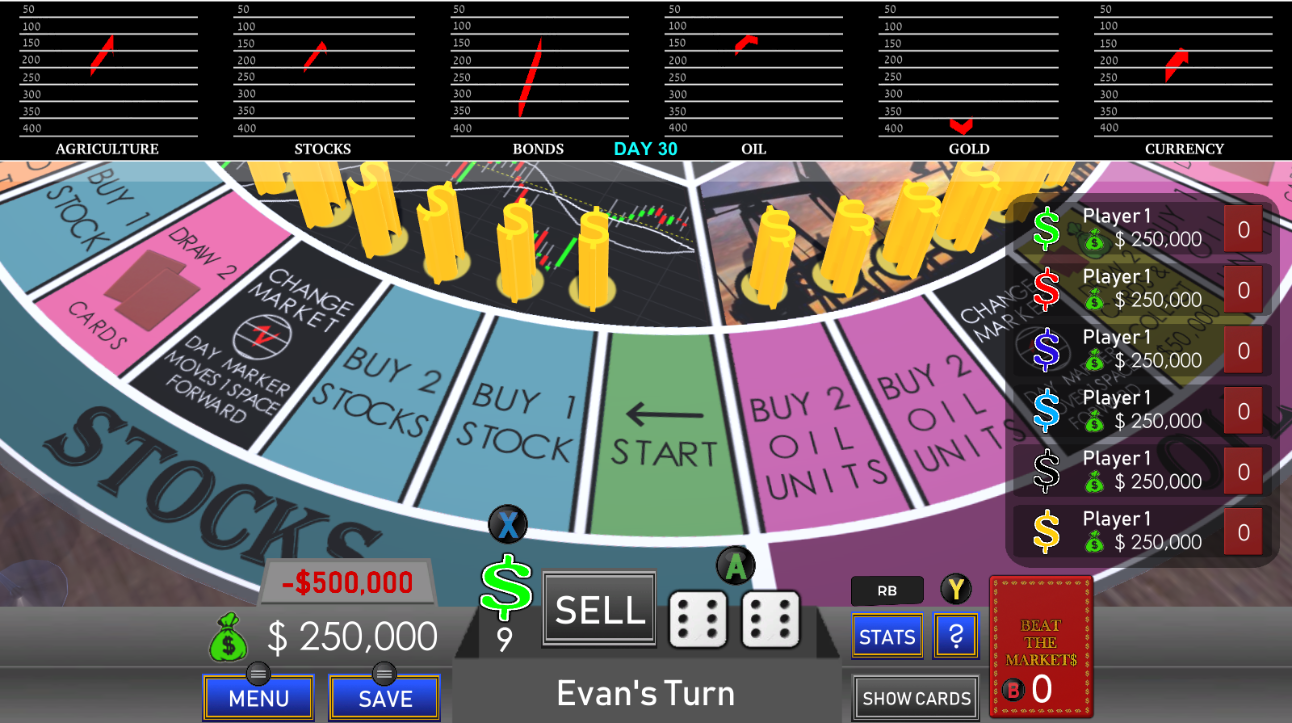 50 50 50 50 50 50
100 100 100 100 100 100
150 150 150 150 150 150
200 200 200 200 200 200
250 250 250 250 250 250
300 300 300 300 300 300
350 350 350 350 350 350
400 400 400 400 400 400
AGRICULTURE STOCKS BONDS DAY 30 OIL GOLD CURRENCY
BUY 1
STOCK
DRAW 2
CARDS
CHANGE
MARKET
DAY MARKER
MOVES 1 SPACE
FORWARD
BUY 2
STOCKS
BUY 1
STOCK
START
BUY 2
OIL
UNITS
BUY 2
OIL
UNITS
CHANGE
MARKET
STOCKS
OIL
Player 1
$ 250,000
0
Player 1
$ 250,000
0
Player 1
$ 250,000
0
Player 1
$ 250,000
0
Player 1
$ 250,000
0
Player 1
$ 250,000
0
-$500,000
$ 250,000
MENU
SAVE
X
$
9
SELL
A
Evan's Turn
RB
Y
STATS
?
SHOW CARDS
BEAT
THE
MARKET$
B 0